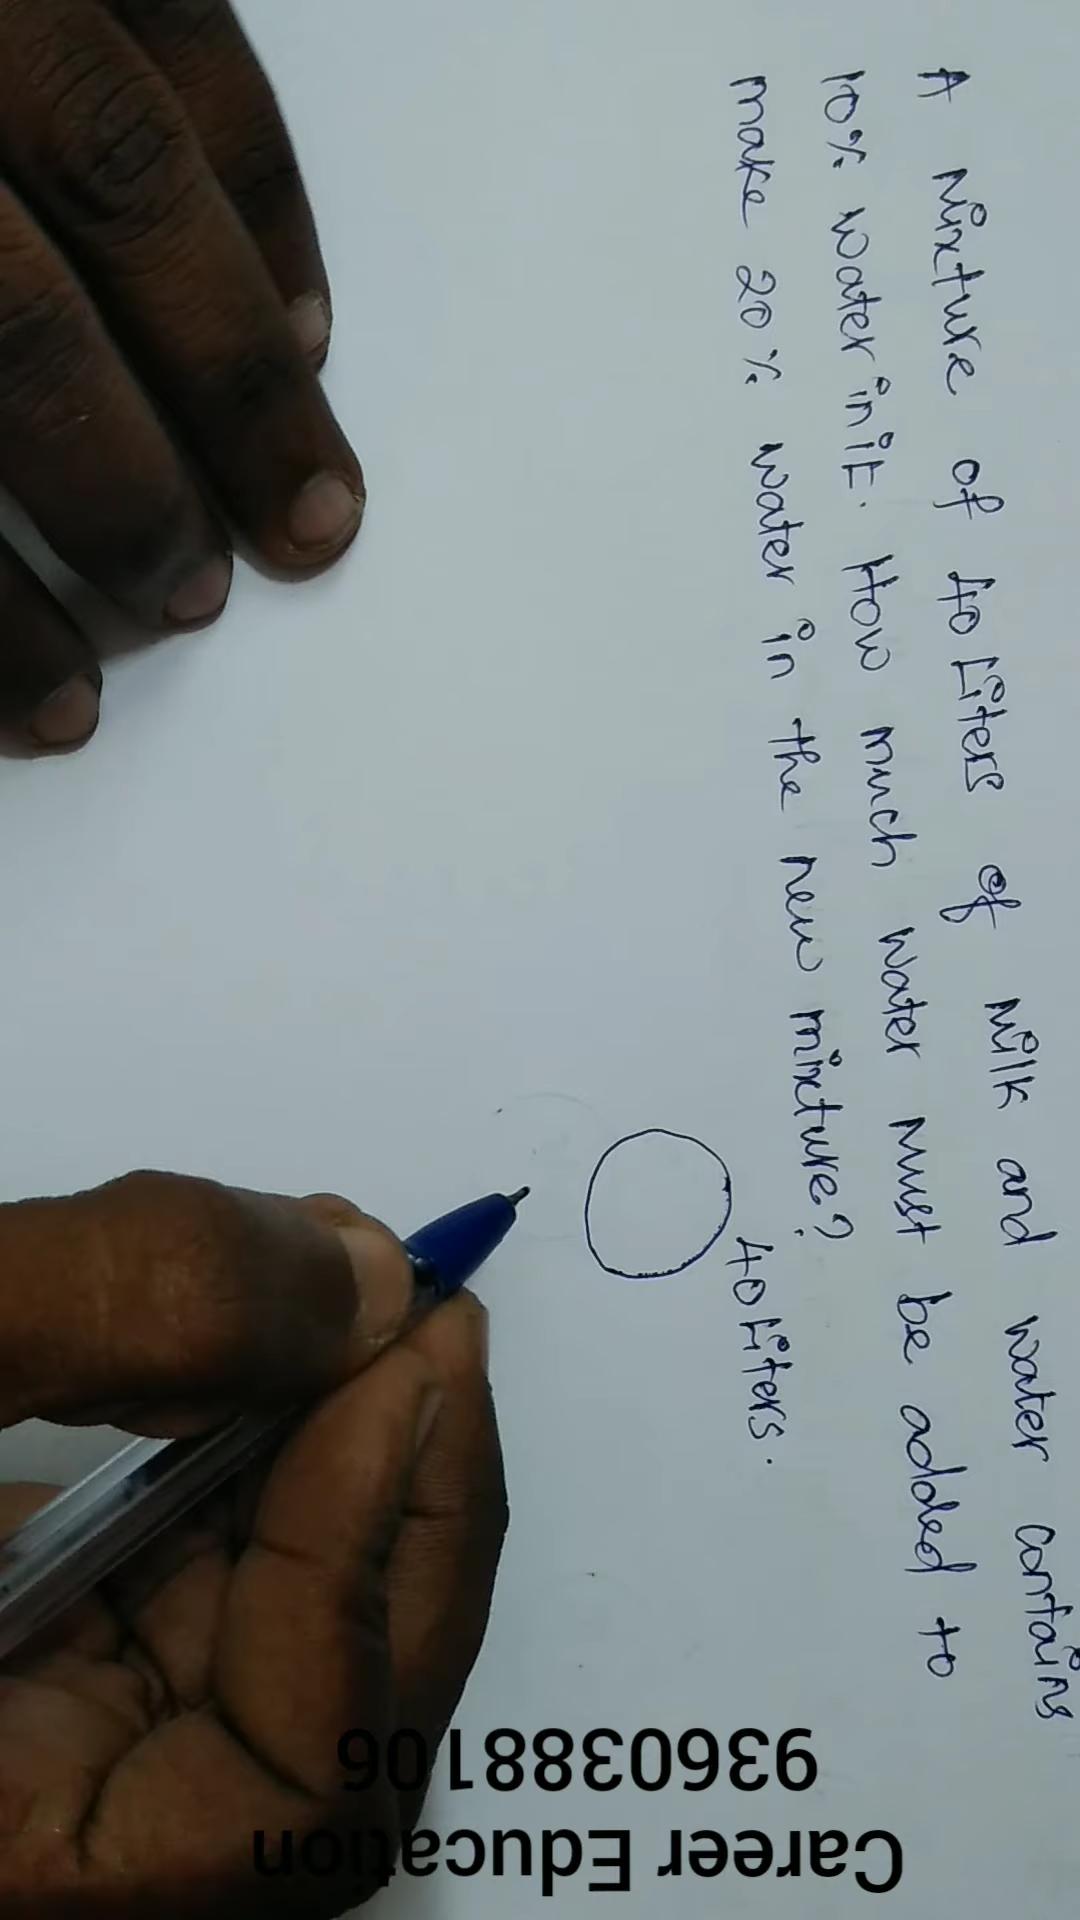 A Mixture of 40 Liters of Milk and water contains
10% water in it. How much water must be added to
make 20% water in the new mixture?
40 Liters.
Career Education
9360388106